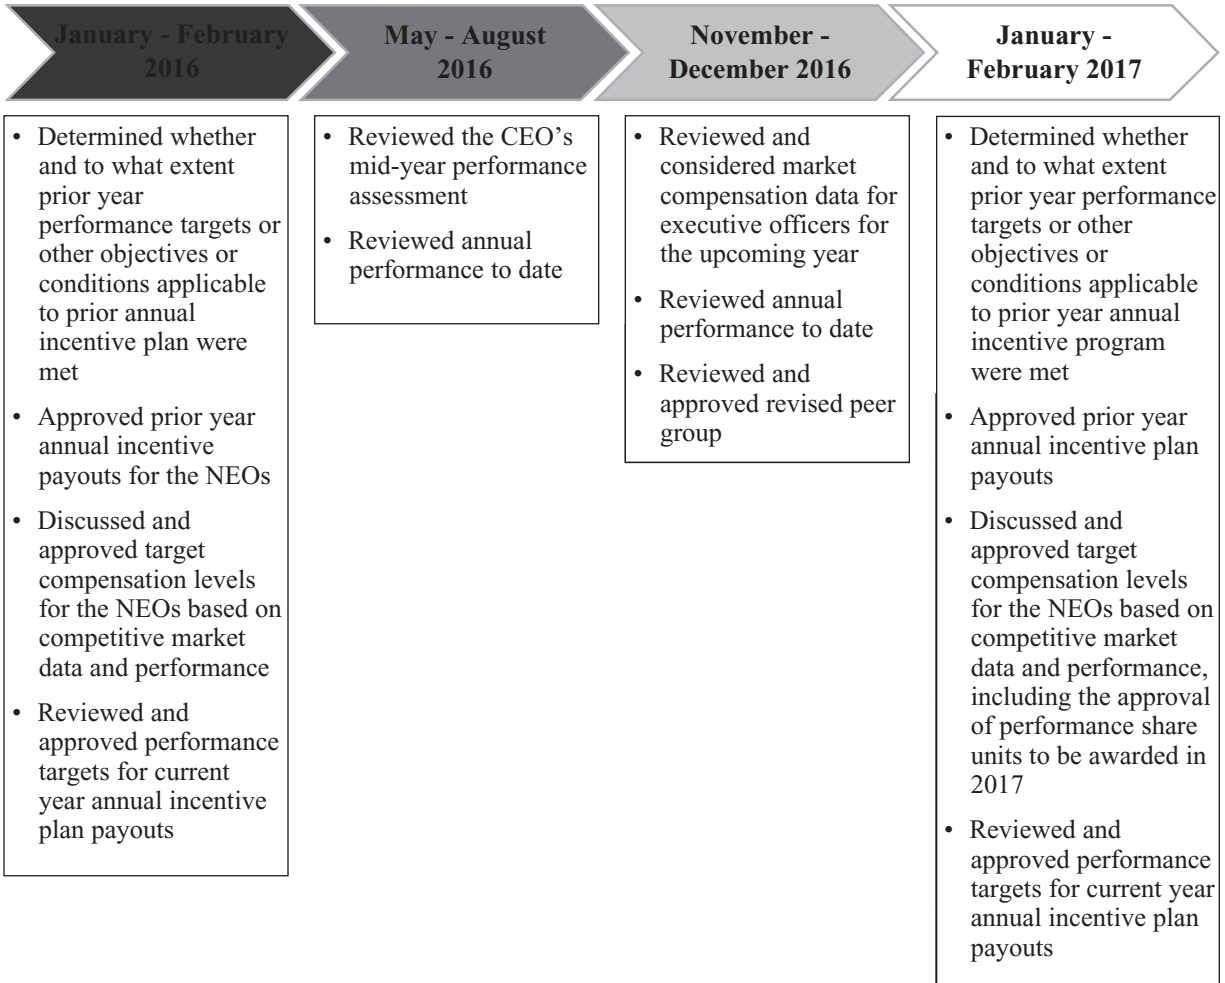 January - February
2016
May - August
2016
November -
December 2016
January -
February 2017
• Determined whether
and to what extent
prior year
performance targets or
other objectives or
conditions applicable
to prior annual
incentive plan were
met
• Approved prior year
annual incentive
payouts for the NEOs
• Discussed and
approved target
compensation levels
for the NEOs based on
competitive market
data and performance
• Reviewed and
approved performance
targets for current
year annual incentive
plan payouts
• Reviewed the CEO’s
mid-year performance
assessment
• Reviewed annual
performance to date
• Reviewed and
considered market
compensation data for
executive officers for
the upcoming year
• Reviewed annual
performance to date
• Reviewed and
approved revised peer
group
• Determined whether
and to what extent
prior year performance
targets or other
objectives or
conditions applicable
to prior year annual
incentive program
were met
• Approved prior year
annual incentive plan
payouts
• Discussed and
approved target
compensation levels
for the NEOs based on
competitive market
data and performance,
including the approval
of performance share
units to be awarded in
2017
• Reviewed and
approved performance
targets for current year
annual incentive plan
payouts